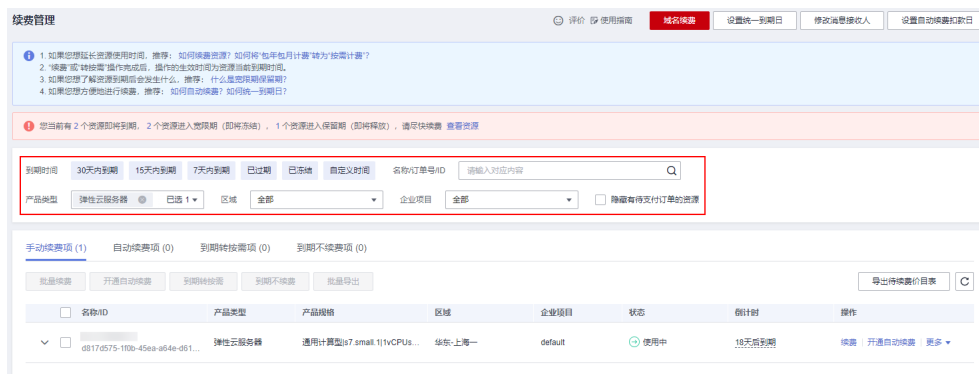 续费管理
评价 使用指南 域名续费 设置统一到期日 修改消息接收人 设置自动续费扣款日
1. 如果您想延长资源使用时间，推荐： 如何续费资源？如何将“包年包月计费”转为“按需计费”？
2. “续费”或“转按需”操作完成后，操作的生效时间为资源当前到期时间。
3. 如果您想了解资源到期后会发生什么，推荐： 什么是宽限期保留期？
4. 如果您想方便地进行续费，推荐： 如何自动续费？如何统一到期日？
您当前有 2 个资源即将到期， 2 个资源进入宽限期（即将冻结）， 1 个资源进入保留期（即将释放），请尽快续费 查看资源
到期时间 30天内到期 15天内到期 7天内到期 已过期 已冻结 自定义时间 名称/订单号/ID 请输入对应内容
产品类型 弹性云服务器 已选 1 区域 全部 企业项目 全部 隐藏有待支付订单的资源
手动续费项 (1) 自动续费项 (0) 到期转按需项 (0) 到期不续费项 (0)
批量续费 开通自动续费 到期转按需 到期不续费 批量导出 导出待续费价目表
名称/ID 产品类型 产品规格 区域 企业项目 状态 倒计时 操作
d817d575-1f0b-45ea-a64e-d61... 弹性云服务器 通用计算型|s7.small.1|1vCPUs... 华东-上海一 default 使用中 18天后到期 续费 开通自动续费 更多